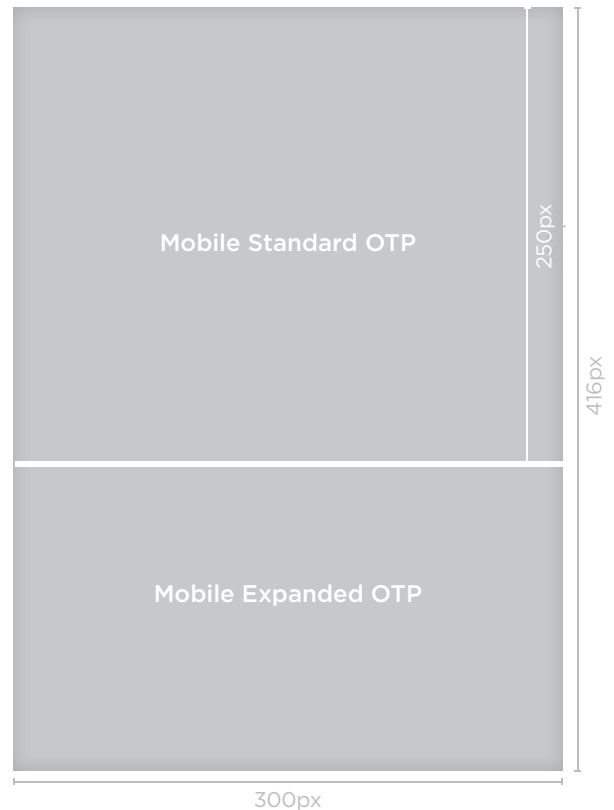 Mobile Standard OTP
250px
416px
Mobile Expanded OTP
300px